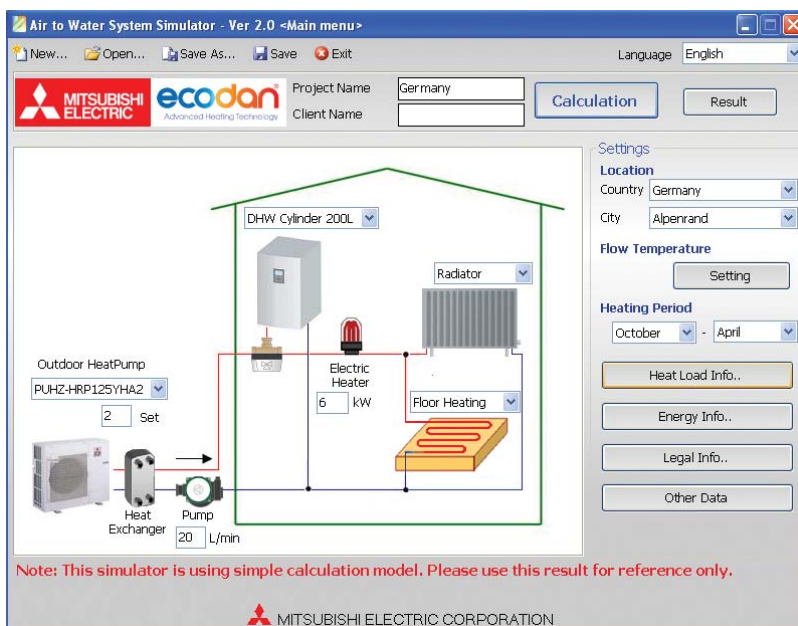 Air to Water System Simulator - Ver 2.0 <Main menu>
New... Open... Save As... Save Exit Language English
MITSUBISHI ELECTRIC
ecodan
Advanced Heating Technology
Project Name Germany
Client Name
Calculation
Result
DHW Cylinder 200L
Radiator
Electric Heater
6 kW
Floor Heating
Outdoor HeatPump
PUHZ-HRP125YHA2
2 Set
Heat Exchanger
Pump
20 L/min
Settings
Location
Country Germany
City Alpenrand
Flow Temperature
Setting
Heating Period
October - April
Heat Load Info..
Energy Info..
Legal Info..
Other Data
Note: This simulator is using simple calculation model. Please use this result for reference only.
MITSUBISHI ELECTRIC CORPORATION